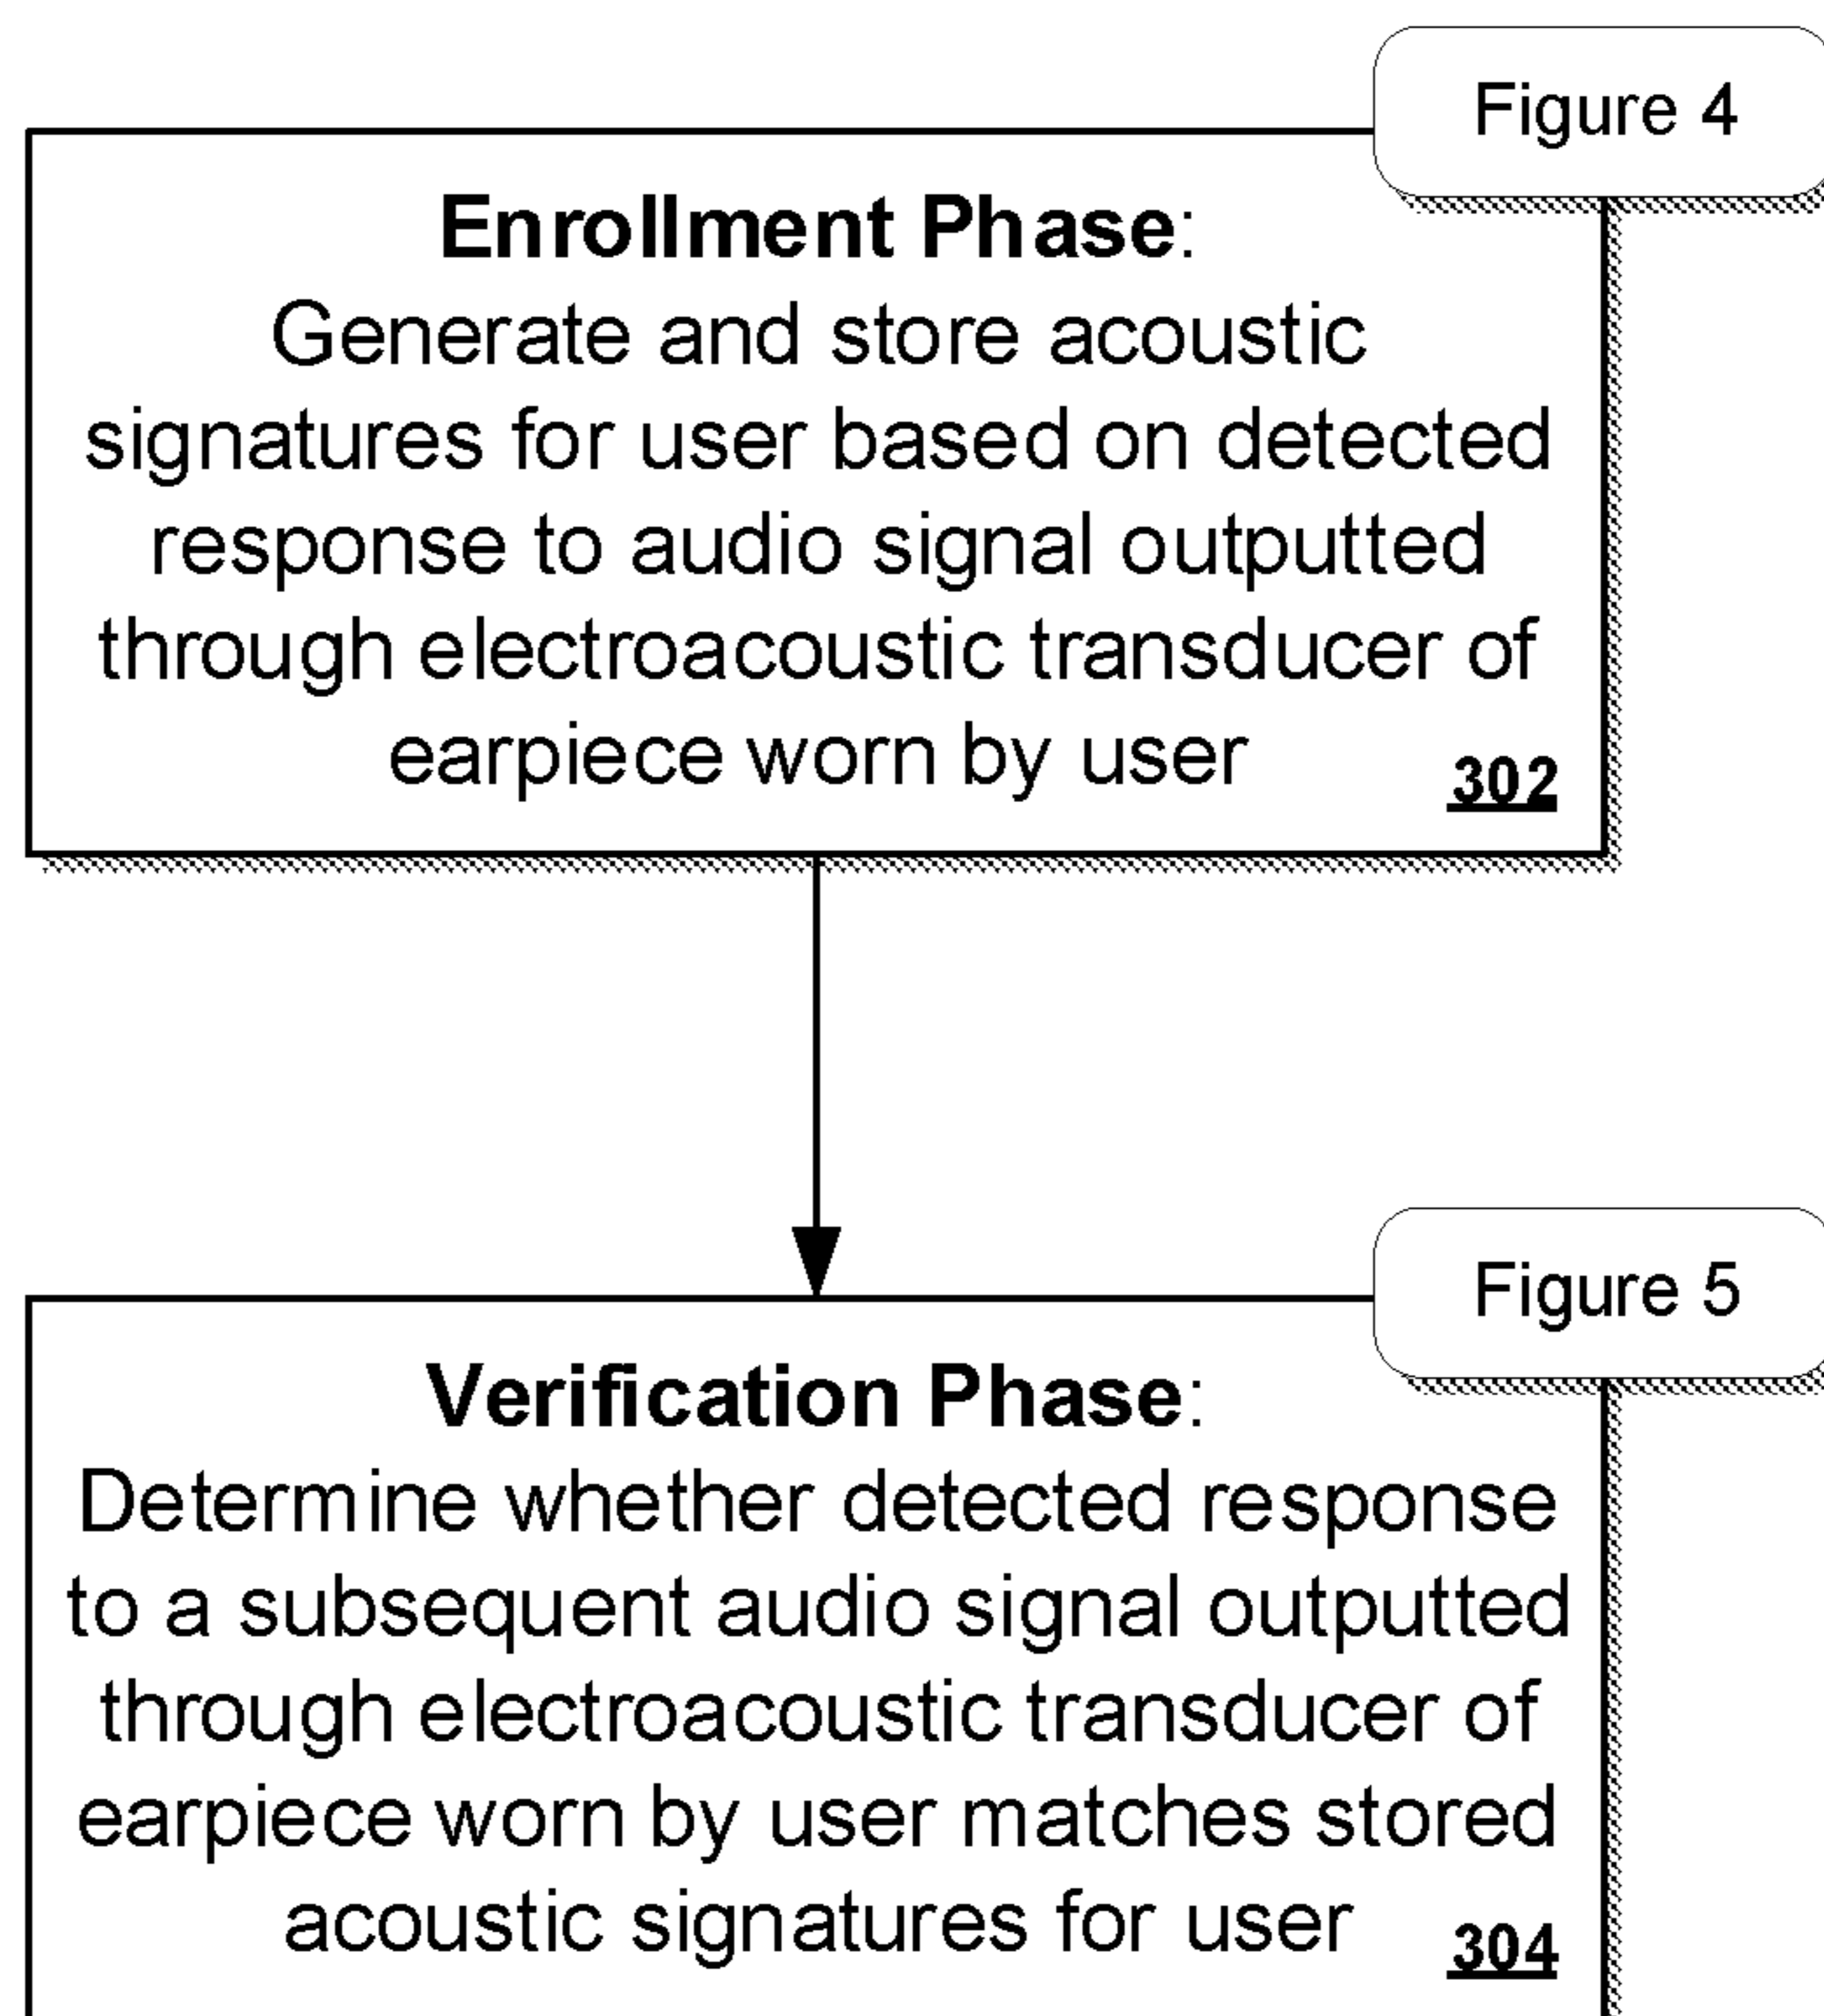 Figure 4
Enrollment Phase:
Generate and store acoustic
signatures for user based on detected
response to audio signal outputted
through electroacoustic transducer of
earpiece worn by user
302
Figure 5
Verification Phase:
Determine whether detected response
to a subsequent audio signal outputted
through electroacoustic transducer of
earpiece worn by user matches stored
acoustic signatures for user
304